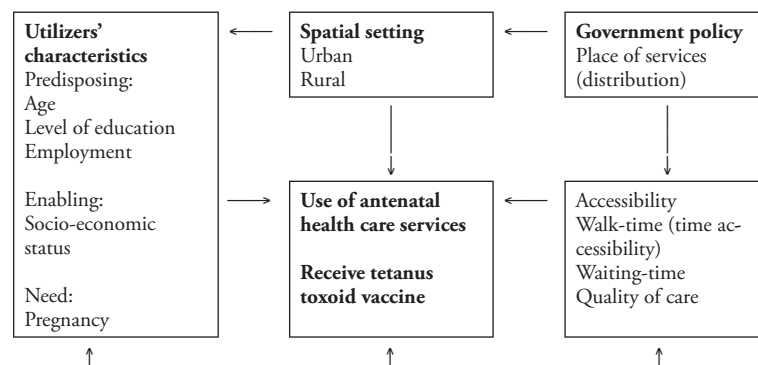 Utilizers’
characteristics
Predisposing:
Age
Level of education
Employment
Enabling:
Socio-economic
status
Need:
Pregnancy
Spatial setting
Urban
Rural
Government policy
Place of services
(distribution)
Use of antenatal
health care services
Receive tetanus
toxoid vaccine
Accessibility
Walk-time (time ac-
cessibility)
Waiting-time
Quality of care